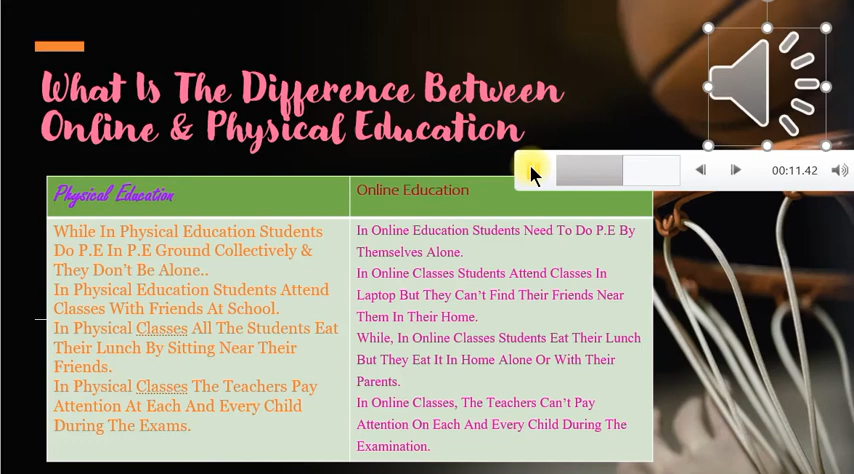 What Is The Difference Between
Online & Physical Education
Physical Education
Online Education
While In Physical Education Students
Do P.E In P.E Ground Collectively &
They Don't Be Alone..
In Physical Education Students Attend
Classes With Friends At School.
In Physical Classes All The Students Eat
Their Lunch By Sitting Near Their
Friends.
In Physical Classes The Teachers Pay
Attention At Each And Every Child
During The Exams.
In Online Education Students Need To Do P.E By
Themselves Alone.
In Online Classes Students Attend Classes In
Laptop But They Can't Find Their Friends Near
Them In Their Home.
While, In Online Classes Students Eat Their Lunch
But They Eat It In Home Alone Or With Their
Parents.
In Online Classes, The Teachers Can't Pay
Attention On Each And Every Child During The
Examination.
00:11.42